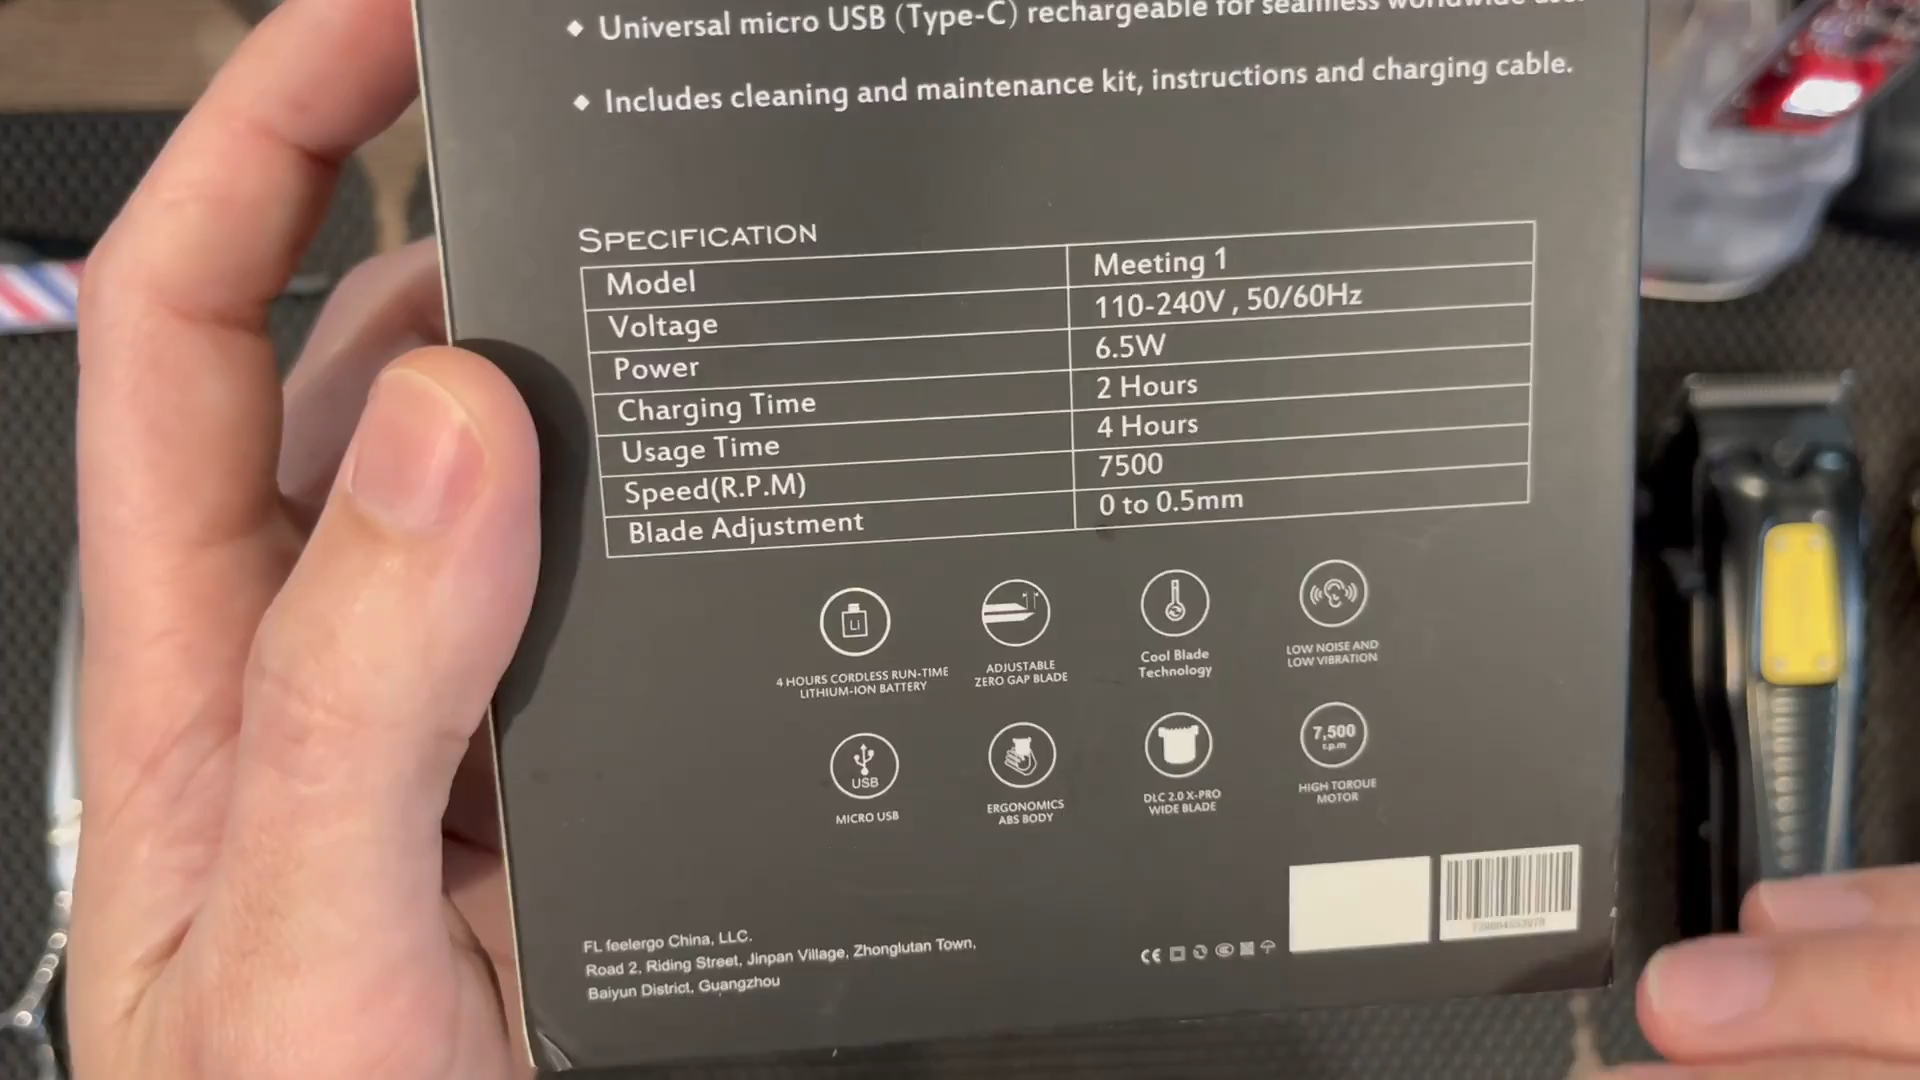 ◆ Universal micro USB (Type-C) rechargeable for seamless worldwide
◆ Includes cleaning and maintenance kit, instructions and charging cable.
SPECIFICATION
Model Meeting 1
Voltage 110-240V , 50/60Hz
Power 6.5W
Charging Time 2 Hours
Usage Time 4 Hours
Speed(R.P.M) 7500
Blade Adjustment 0 to 0.5mm
Li
4 HOURS CORDLESS RUN-TIME
LITHIUM-ION BATTERY
ADJUSTABLE
ZERO GAP BLADE
Cool Blade
Technology
LOW NOISE AND
LOW VIBRATION
USB
MICRO USB
ERGONOMICS
ABS BODY
DLC 2.0 X-PRO
WIDE BLADE
7,500
r.p.m
HIGH TORQUE
MOTOR
FL feelergo China, LLC.
Road 2, Riding Street, Jinpan Village, Zhonglutan Town,
Baiyun District, Guangzhou
CE